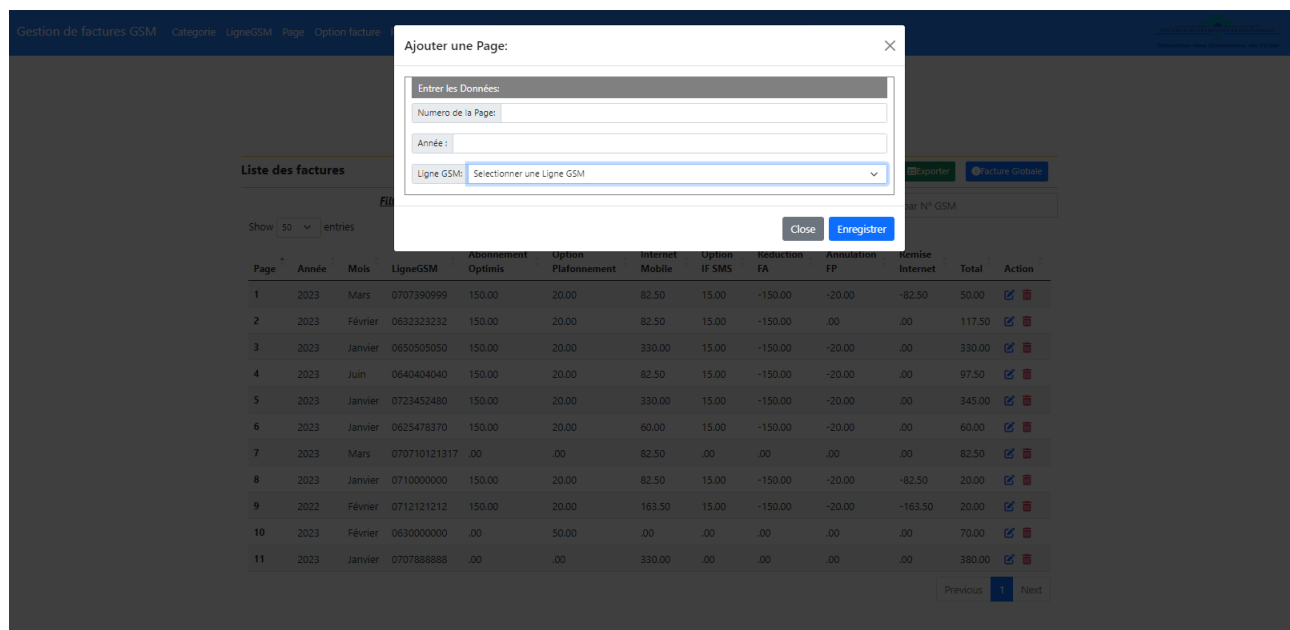 Gestion de factures GSM Categorie LigneGSM Page Option facture
Ajouter une Page:
Entrer les Données:
Numero de la Page:
Année :
Ligne GSM: Selectionner une Ligne GSM
Close Enregistrer
Liste des factures Exporter Facture Globale
par N° GSM
Show 50 entries
Page Année Mois LigneGSM Abonnement Optimis Option Plafonnement Internet Mobile Option IF SMS Réduction FA Annulation FP Remise Internet Total Action
1 2023 Mars 0707390999 150.00 20.00 82.50 15.00 -150.00 -20.00 -82.50 50.00
2 2023 Février 0632323232 150.00 20.00 82.50 15.00 -150.00 .00 .00 117.50
3 2023 Janvier 0650505050 150.00 20.00 330.00 15.00 -150.00 -20.00 .00 330.00
4 2023 Juin 0640404040 150.00 20.00 82.50 15.00 -150.00 -20.00 .00 97.50
5 2023 Janvier 0723452480 150.00 20.00 330.00 15.00 -150.00 -20.00 .00 345.00
6 2023 Janvier 0625478370 150.00 20.00 60.00 15.00 -150.00 -20.00 .00 60.00
7 2023 Mars 070710121317 .00 .00 82.50 .00 .00 .00 .00 82.50
8 2023 Janvier 0710000000 150.00 20.00 82.50 15.00 -150.00 -20.00 -82.50 20.00
9 2022 Février 0712121212 150.00 20.00 163.50 15.00 -150.00 -20.00 -163.50 20.00
10 2023 Février 0630000000 .00 50.00 .00 .00 .00 .00 .00 70.00
11 2023 Janvier 0707888888 .00 .00 330.00 .00 .00 .00 .00 380.00
Previous 1 Next